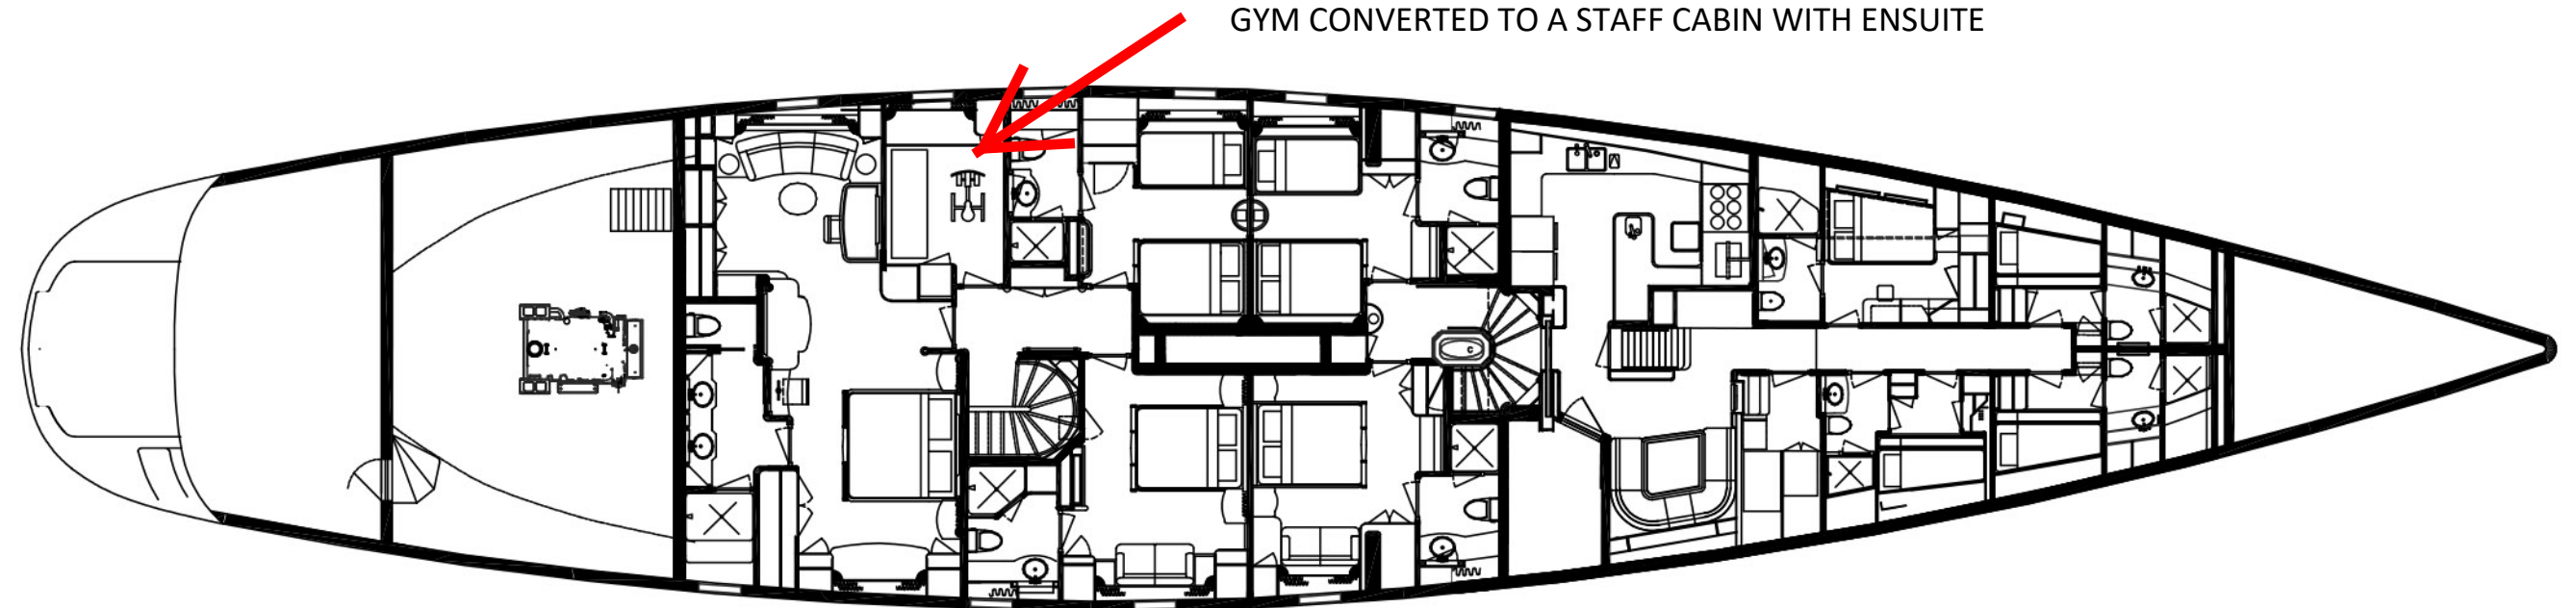 GYM CONVERTED TO A STAFF CABIN WITH ENSUITE